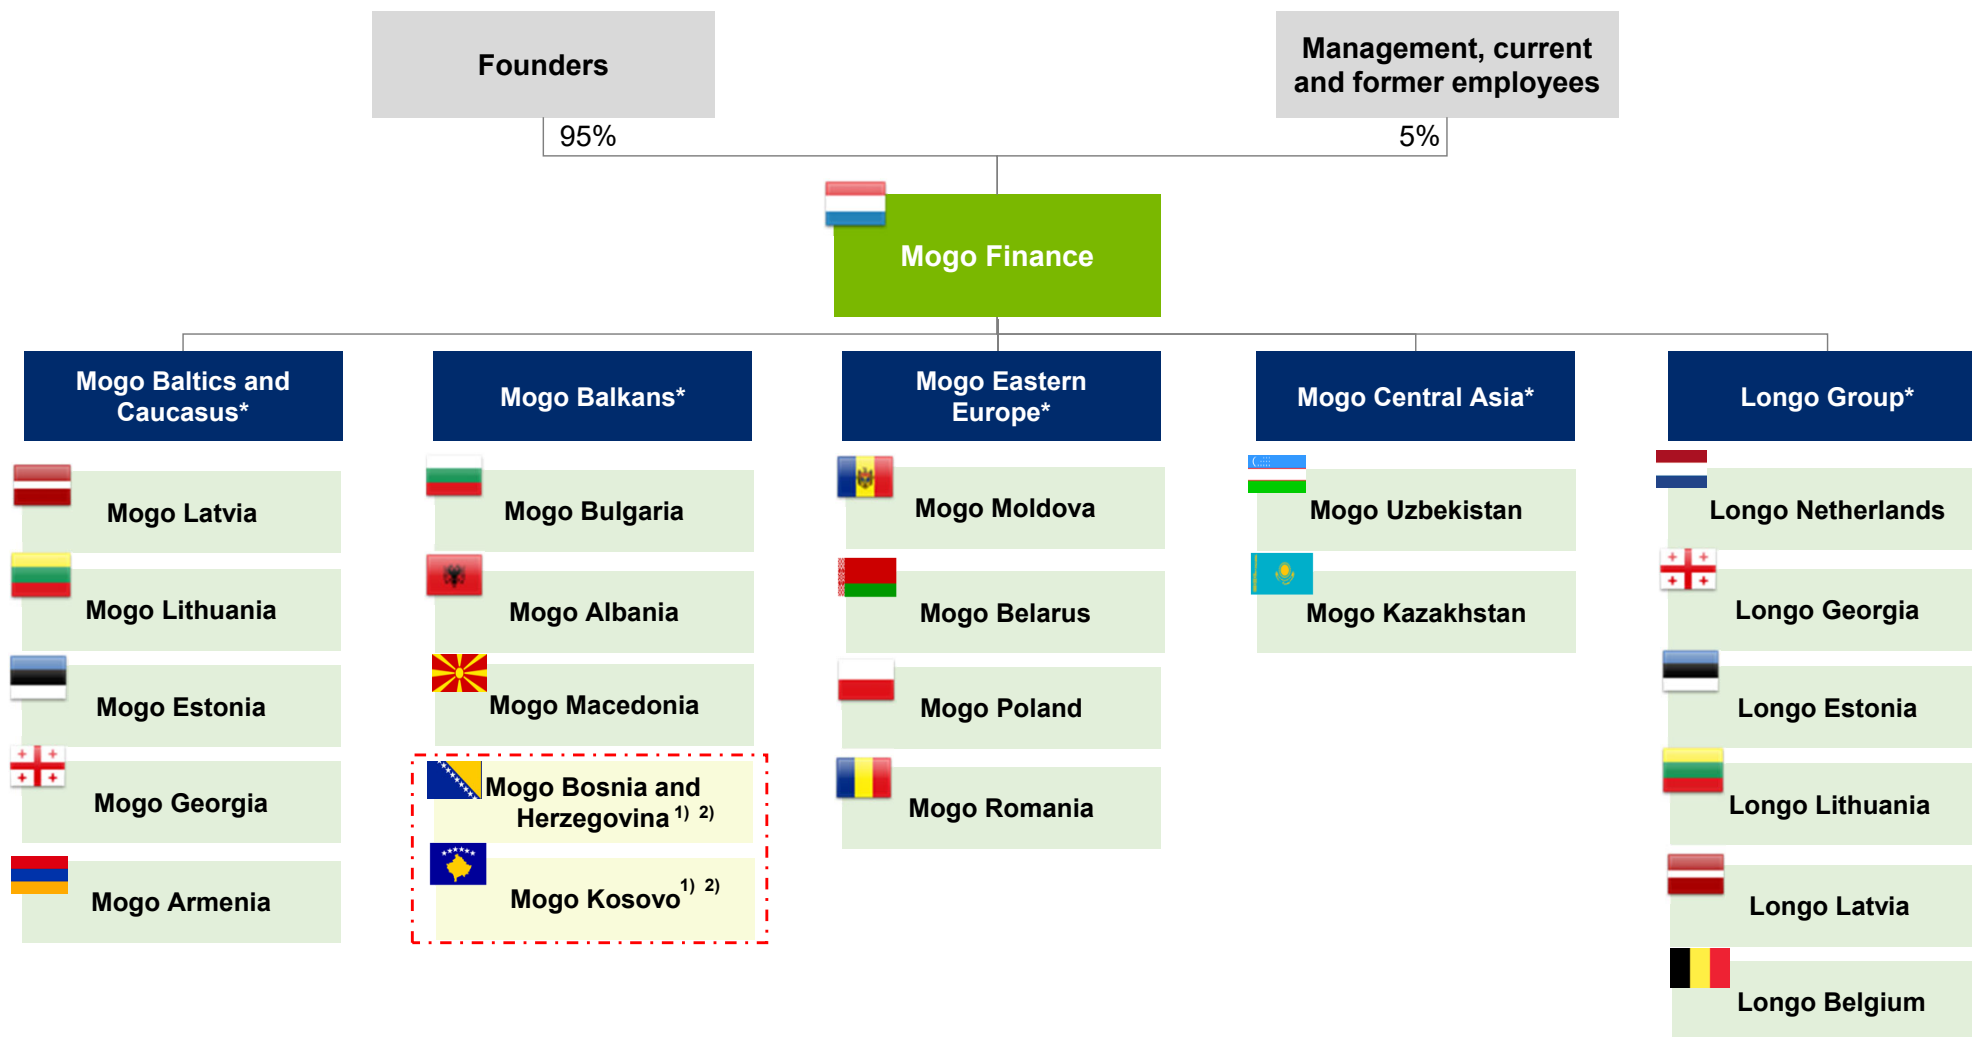 Founders
Management, current
and former employees
95%
5%
Mogo Finance
Mogo Baltics and
Caucasus*
Mogo Balkans*
Mogo Eastern
Europe*
Mogo Central Asia*
Longo Group*
Mogo Latvia
Mogo Lithuania
Mogo Estonia
Mogo Georgia
Mogo Armenia
Mogo Bulgaria
Mogo Albania
Mogo Macedonia
Mogo Bosnia and
Herzegovina 1) 2)
Mogo Kosovo 1) 2)
Mogo Moldova
Mogo Belarus
Mogo Poland
Mogo Romania
Mogo Uzbekistan
Mogo Kazakhstan
Longo Netherlands
Longo Georgia
Longo Estonia
Longo Lithuania
Longo Latvia
Longo Belgium